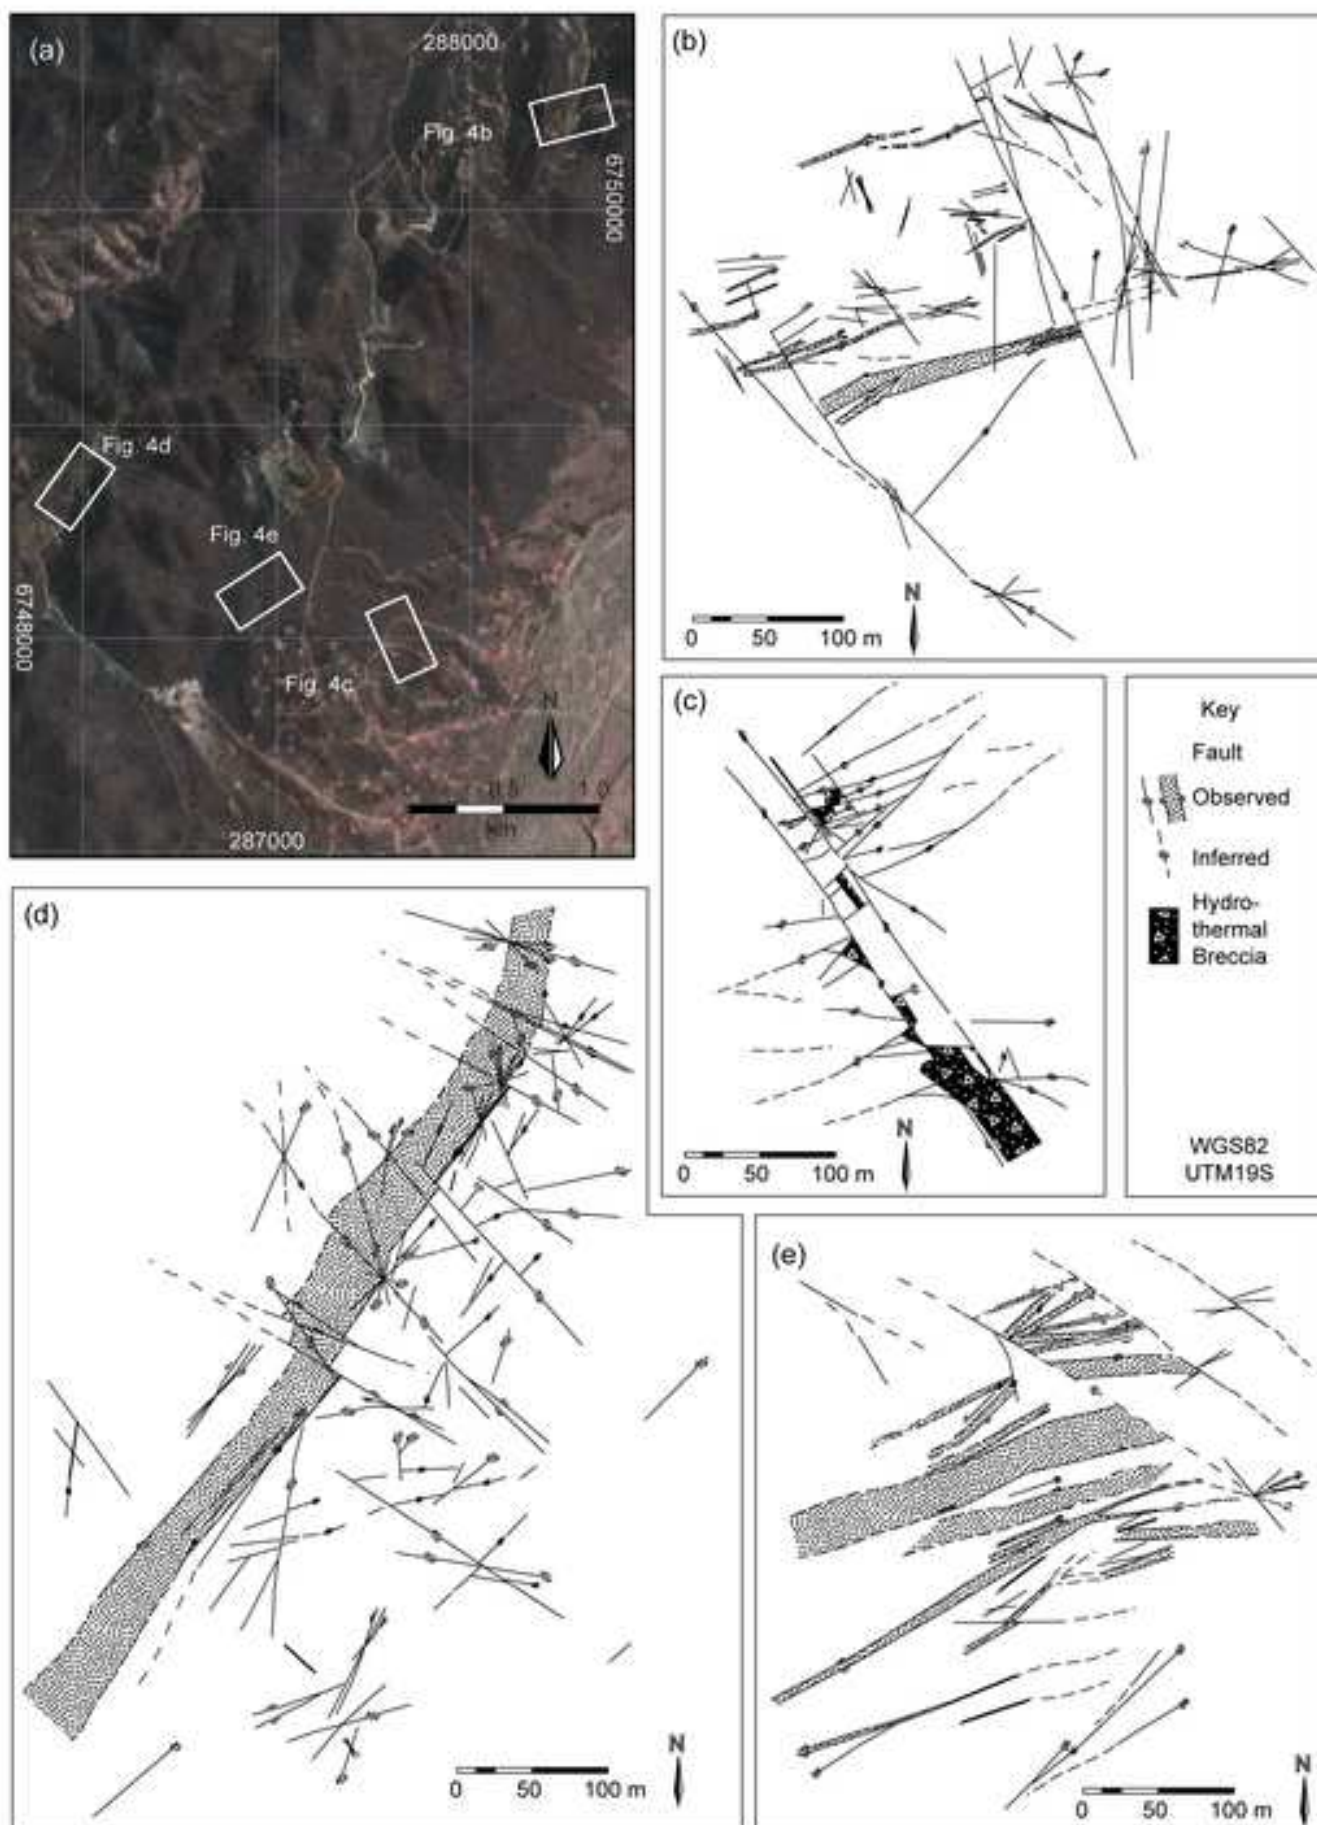 (a)
288000
Fig. 4b
6750000
Fig. 4d
Fig. 4e
6748000
Fig. 4c
N
0.5
1.0
km
287000
(b)
N
0 50 100 m
(c)
N
0 50 100 m
Key
Fault
Observed
Inferred
Hydro-
thermal
Breccia
WGS82
UTM19S
(d)
N
0 50 100 m
(e)
N
0 50 100 m